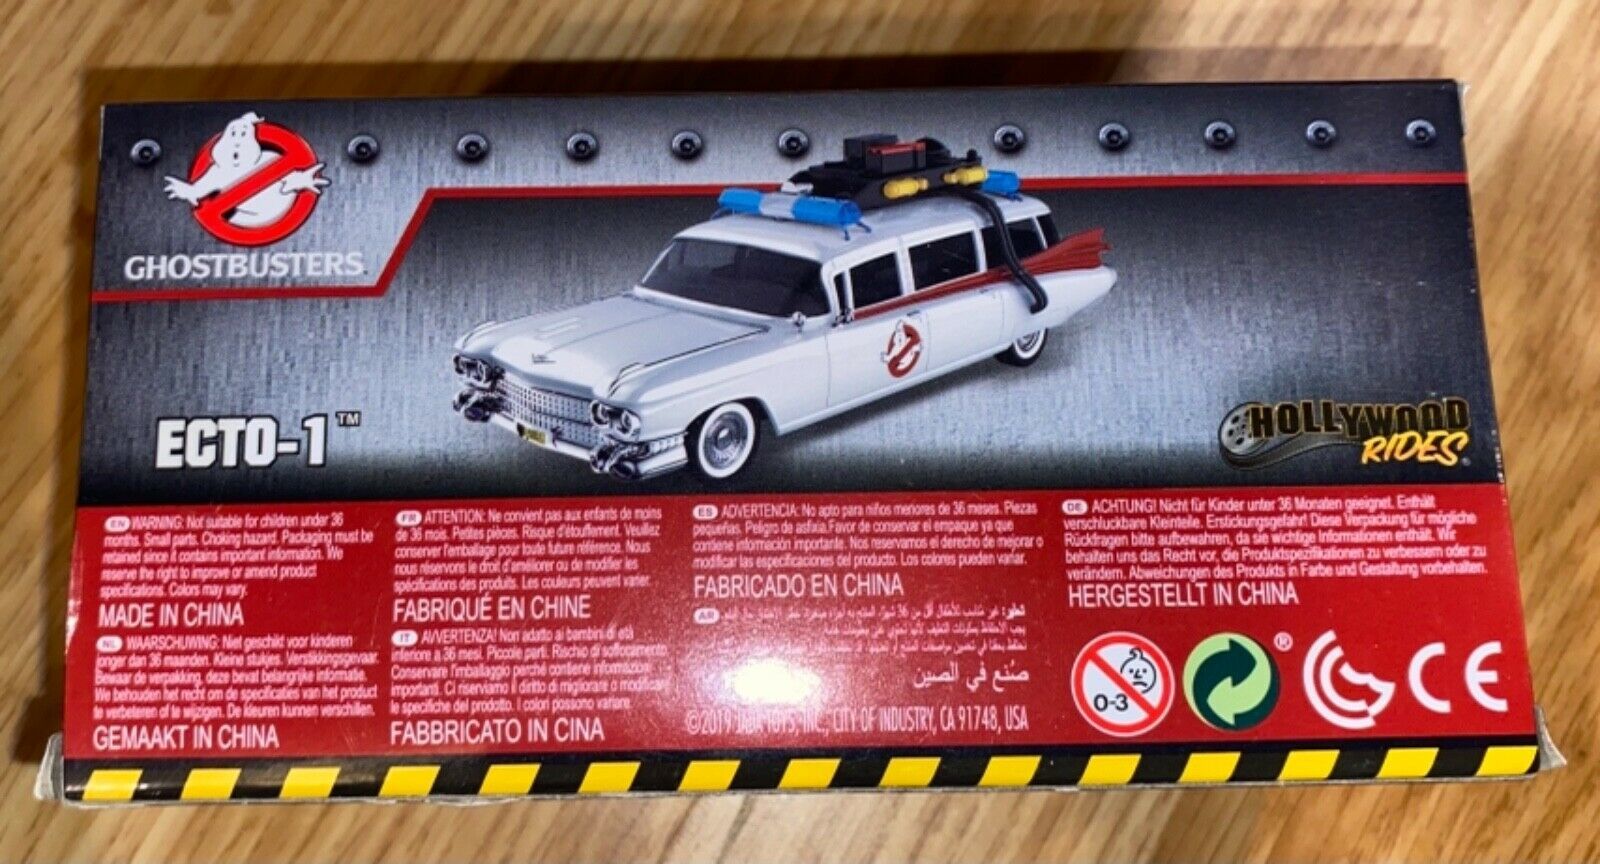 GHOSTBUSTERS
ECTO-1™
HOLLYWOOD
RIDES®
EN WARNING: Not suitable for children under 36
months. Small parts. Choking hazard. Packaging must be
retained since it contains important information. We
reserve the right to improve or amend product
specifications. Colors may vary.
MADE IN CHINA
NL WAARSCHUWING: Niet geschikt voor kinderen
jonger dan 36 maanden. Kleine stukjes. Verstikkingsgevaar.
Bewaar de verpakking, deze bevat belangrijke informatie.
We behouden het recht om de specificaties van het product
te verbeteren of te wijzigen. De kleuren kunnen verschillen.
GEMAAKT IN CHINA
FR ATTENTION: Ne convient pas aux enfants de moins
de 36 mois. Petites pièces. Risque d'étouffement. Veuillez
conserver l'emballage pour toute future référence. Nous
nous réservons le droit d'améliorer ou de modifier les
spécifications des produits. Les couleurs peuvent varier.
FABRIQUÉ EN CHINE
IT AVVERTENZA! Non adatto ai bambini di età
inferiore a 36 mesi. Piccole parti. Rischio di soffocamento.
Conservare l'imballaggio perché contiene informazioni
importanti. Ci riserviamo il diritto di migliorare o modificare
le specifiche del prodotto. I colori possono variare.
FABBRICATO IN CINA
ES ADVERTENCIA: No apto para niños menores de 36 meses. Piezas
pequeñas. Peligro de asfixia. Favor de conservar el empaque ya que
contiene información importante. Nos reservamos el derecho de mejorar o
modificar las especificaciones del producto. Los colores pueden variar.
FABRICADO EN CHINA
AR
صُنع في الصين
©2019 JADA TOYS, INC., CITY OF INDUSTRY, CA 91748, USA
DE ACHTUNG! Nicht für Kinder unter 36 Monaten geeignet. Enthält
verschluckbare Kleinteile. Erstickungsgefahr! Diese Verpackung für mögliche
Rückfragen bitte aufbewahren, da sie wichtige Informationen enthält. Wir
behalten uns das Recht vor, die Produktspezifikationen zu verbessern oder zu
verändern. Abweichungen des Produkts in Farbe und Gestaltung vorbehalten.
HERGESTELLT IN CHINA
0-3
®
CE